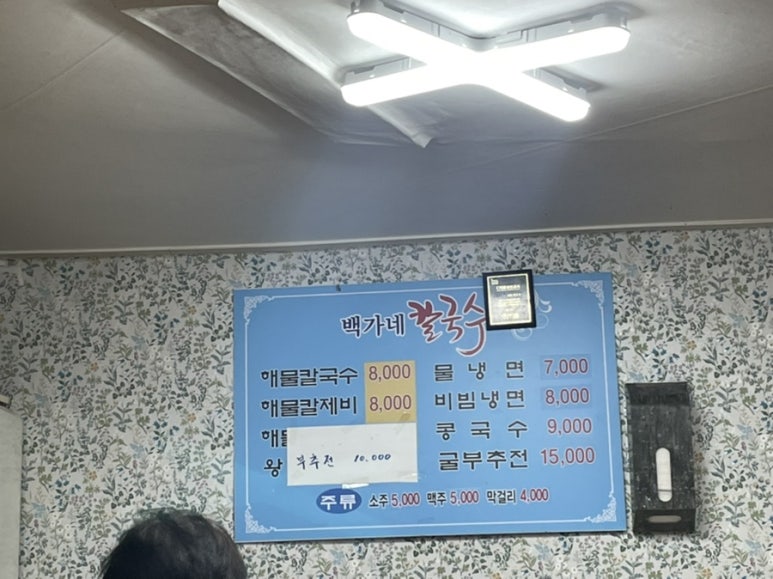 백가네 칼국수
해물칼국수 8,000
해물칼제비 8,000
해물
왕
부추전 10.000
물냉면 7,000
비빔냉면 8,000
콩국수 9,000
굴부추전 15,000
주류 소주 5,000 맥주 5,000 막걸리 4,000